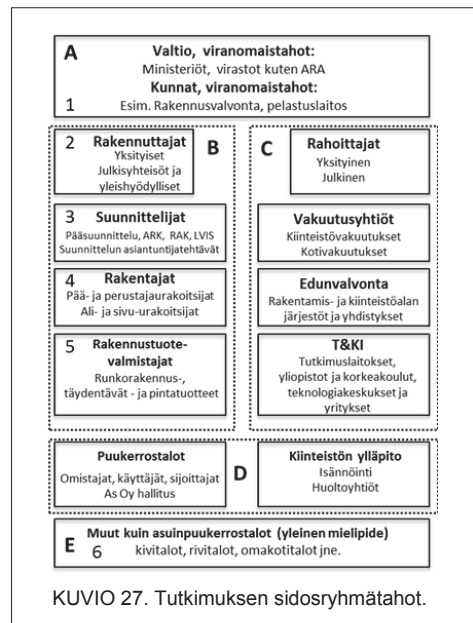 A
Valtio, viranomaistahot:
Ministeriöt, virastot kuten ARA
Kunnat, viranomaistahot:
1
Esim. Rakennusvalvonta, pelastuslaitos
2
Rakennuttajat
B
Yksityiset
Julkisyhteisöt ja
yleishyödylliset
3
Suunnittelijat
Pääsuunnittelu, ARK, RAK, LVIS
Suunnittelun asiantuntijatehtävät
4
Rakentajat
Pää- ja perustajaurakoitsijat
Ali- ja sivu-urakoitsijat
5
Rakennustuote-
valmistajat
Runkorakennus-,
täydentävät - ja pintatuotteet
C
Rahoittajat
Yksityinen
Julkinen
Vakuutusyhtiöt
Kiinteistövakuutukset
Kotivakuutukset
Edunvalvonta
Rakentamis- ja kiinteistöalan
järjestöt ja yhdistykset
T&KI
Tutkimuslaitokset,
yliopistot ja korkeakoulut,
teknologiakeskukset ja
yritykset
Puukerrostalot
Omistajat, käyttäjät, sijoittajat
As Oy hallitus
D
Kiinteistön ylläpito
Isännöinti
Huoltoyhtiöt
E
Muut kuin asuinpuukerrostalot (yleinen mielipide)
6
kivitalot, rivitalot, omakotitalot jne.
KUVIO 27. Tutkimuksen sidosryhmätahot.